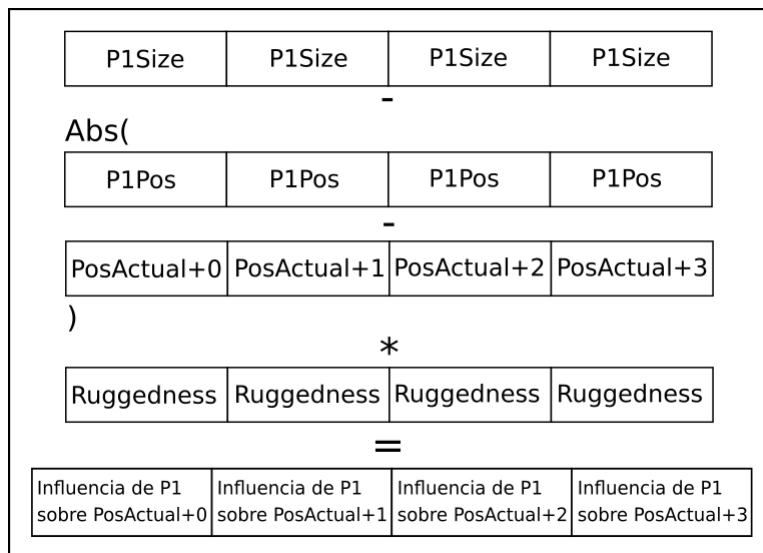 P1Size P1Size P1Size P1Size
-
Abs(
P1Pos P1Pos P1Pos P1Pos
-
PosActual+0 PosActual+1 PosActual+2 PosActual+3
)
*
Ruggedness Ruggedness Ruggedness Ruggedness
=
Influencia de P1 Influencia de P1 Influencia de P1 Influencia de P1
sobre PosActual+0 sobre PosActual+1 sobre PosActual+2 sobre PosActual+3